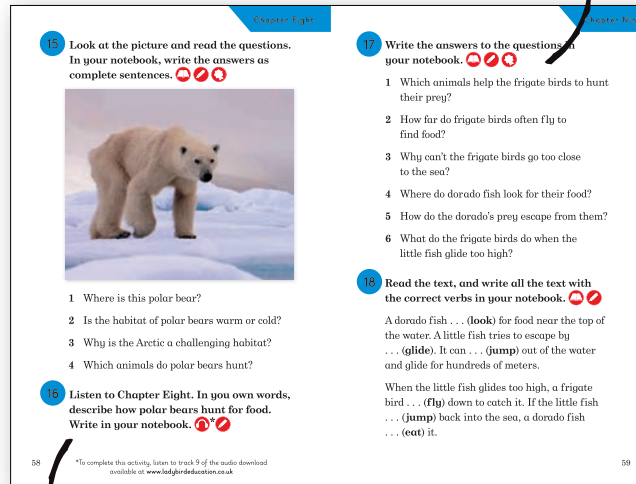 Chapter Eight
15
Look at the picture and read the questions.
In your notebook, write the answers as
complete sentences.
1 Where is this polar bear?
2 Is the habitat of polar bears warm or cold?
3 Why is the Arctic a challenging habitat?
4 Which animals do polar bears hunt?
16
Listen to Chapter Eight. In you own words,
describe how polar bears hunt for food.
Write in your notebook. *
58
*To complete this activity, listen to track 9 of the audio download
available at www.ladybirdeducation.co.uk
17
Write the answers to the questions in
your notebook.
1 Which animals help the frigate birds to hunt
their prey?
2 How far do frigate birds often fly to
find food?
3 Why can't the frigate birds go too close
to the sea?
4 Where do dorado fish look for their food?
5 How do the dorado's prey escape from them?
6 What do the frigate birds do when the
little fish glide too high?
18
Read the text, and write all the text with
the correct verbs in your notebook.
A dorado fish . . . (look) for food near the top of
the water. A little fish tries to escape by
. . . (glide). It can . . . (jump) out of the water
and glide for hundreds of meters.
When the little fish glides too high, a frigate
bird . . . (fly) down to catch it. If the little fish
. . . (jump) back into the sea, a dorado fish
. . . (eat) it.
59